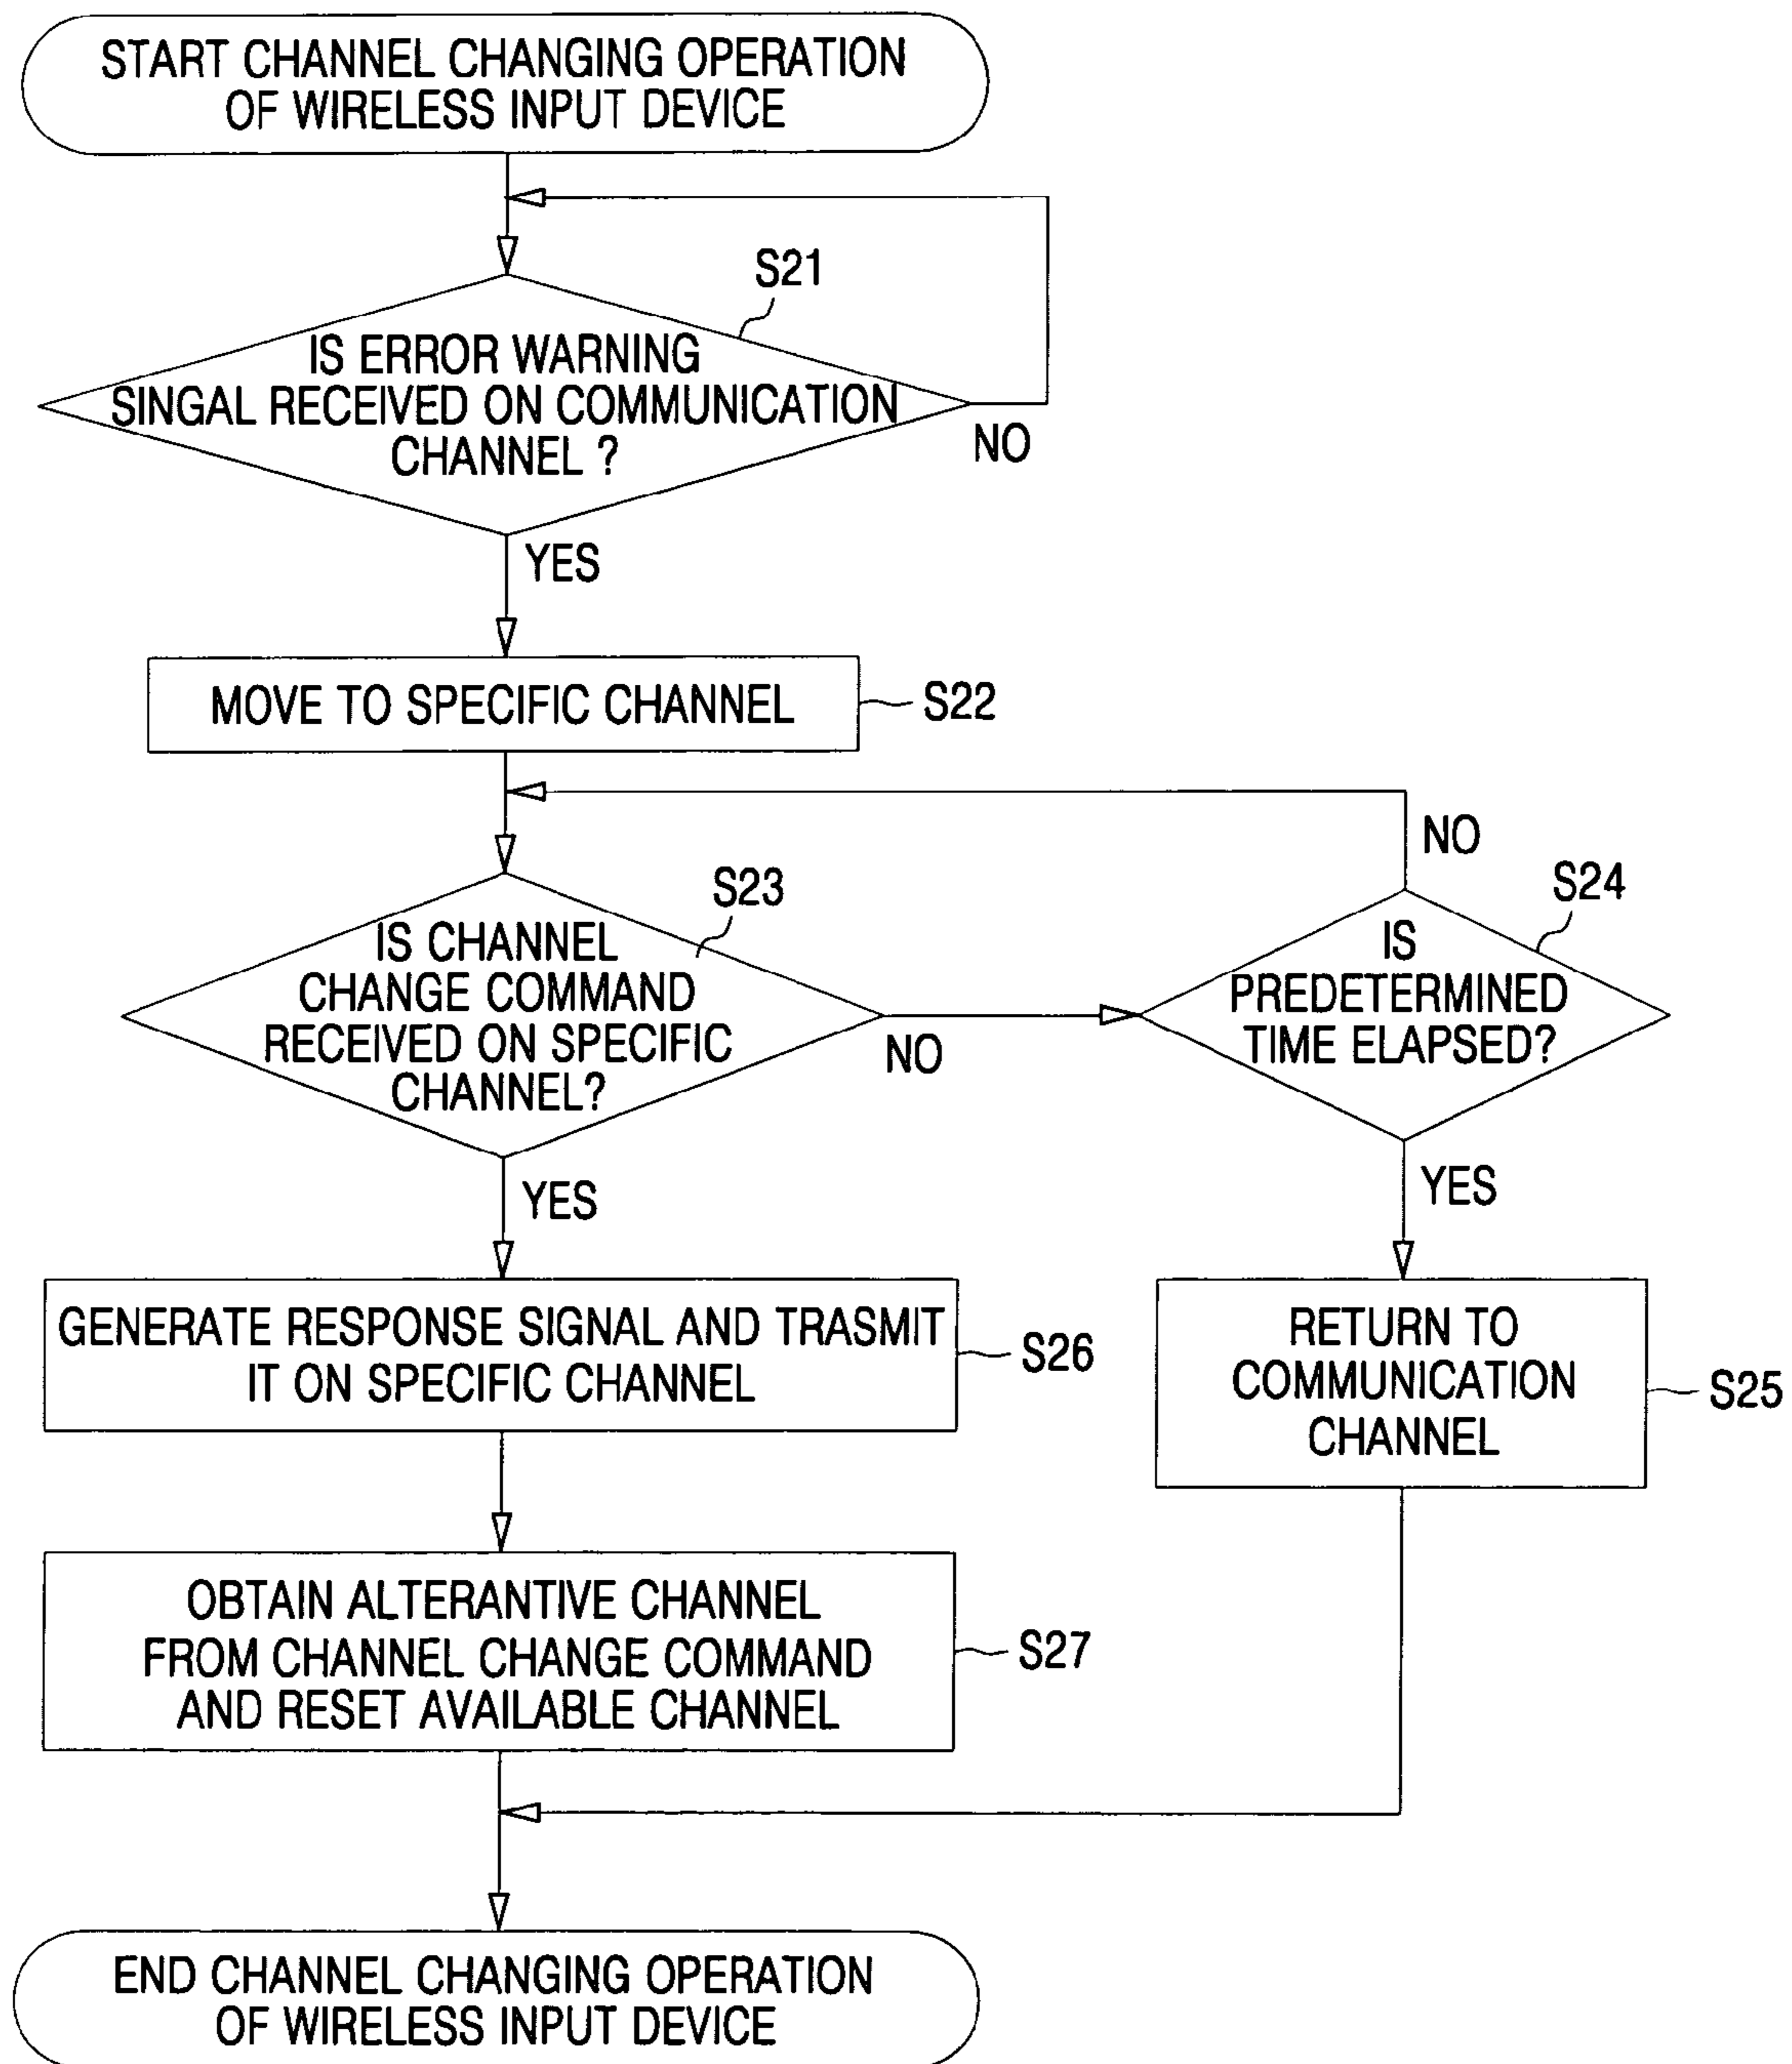 START CHANNEL CHANGING OPERATION
OF WIRELESS INPUT DEVICE
S21
IS ERROR WARNING
SINGAL RECEIVED ON COMMUNICATION
CHANNEL ?
NO
YES
MOVE TO SPECIFIC CHANNEL
S22
NO
S23
IS CHANNEL
CHANGE COMMAND
RECEIVED ON SPECIFIC
CHANNEL?
NO
S24
IS
PREDETERMINED
TIME ELAPSED?
YES
YES
GENERATE RESPONSE SIGNAL AND TRASMIT
IT ON SPECIFIC CHANNEL
S26
RETURN TO
COMMUNICATION
CHANNEL
S25
OBTAIN ALTERANTIVE CHANNEL
FROM CHANNEL CHANGE COMMAND
AND RESET AVAILABLE CHANNEL
S27
END CHANNEL CHANGING OPERATION
OF WIRELESS INPUT DEVICE